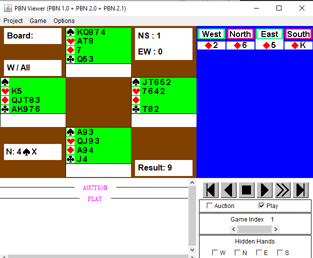 PBN Viewer (PBN 1.0 + PBN 2.0 + PBN 2.1)
Project Game Options
Board:
W / All
♠ KQ874
♥ AT8
♦ 7
♣ Q53
NS : 1
EW : 0
♥ K5
♦ QJT83
♣ AK976
♠ JT652
♥ 7642
♦
♣ T82
N: 4♠X
♠ A93
♥ QJ93
♦ A94
♣ J4
Result: 9
West North East South
♦ 2 ♦ 6 ♦ 5 ♦ K
AUCTION
PLAY
Auction Play
Game Index 1
Hidden Hands
W N E S